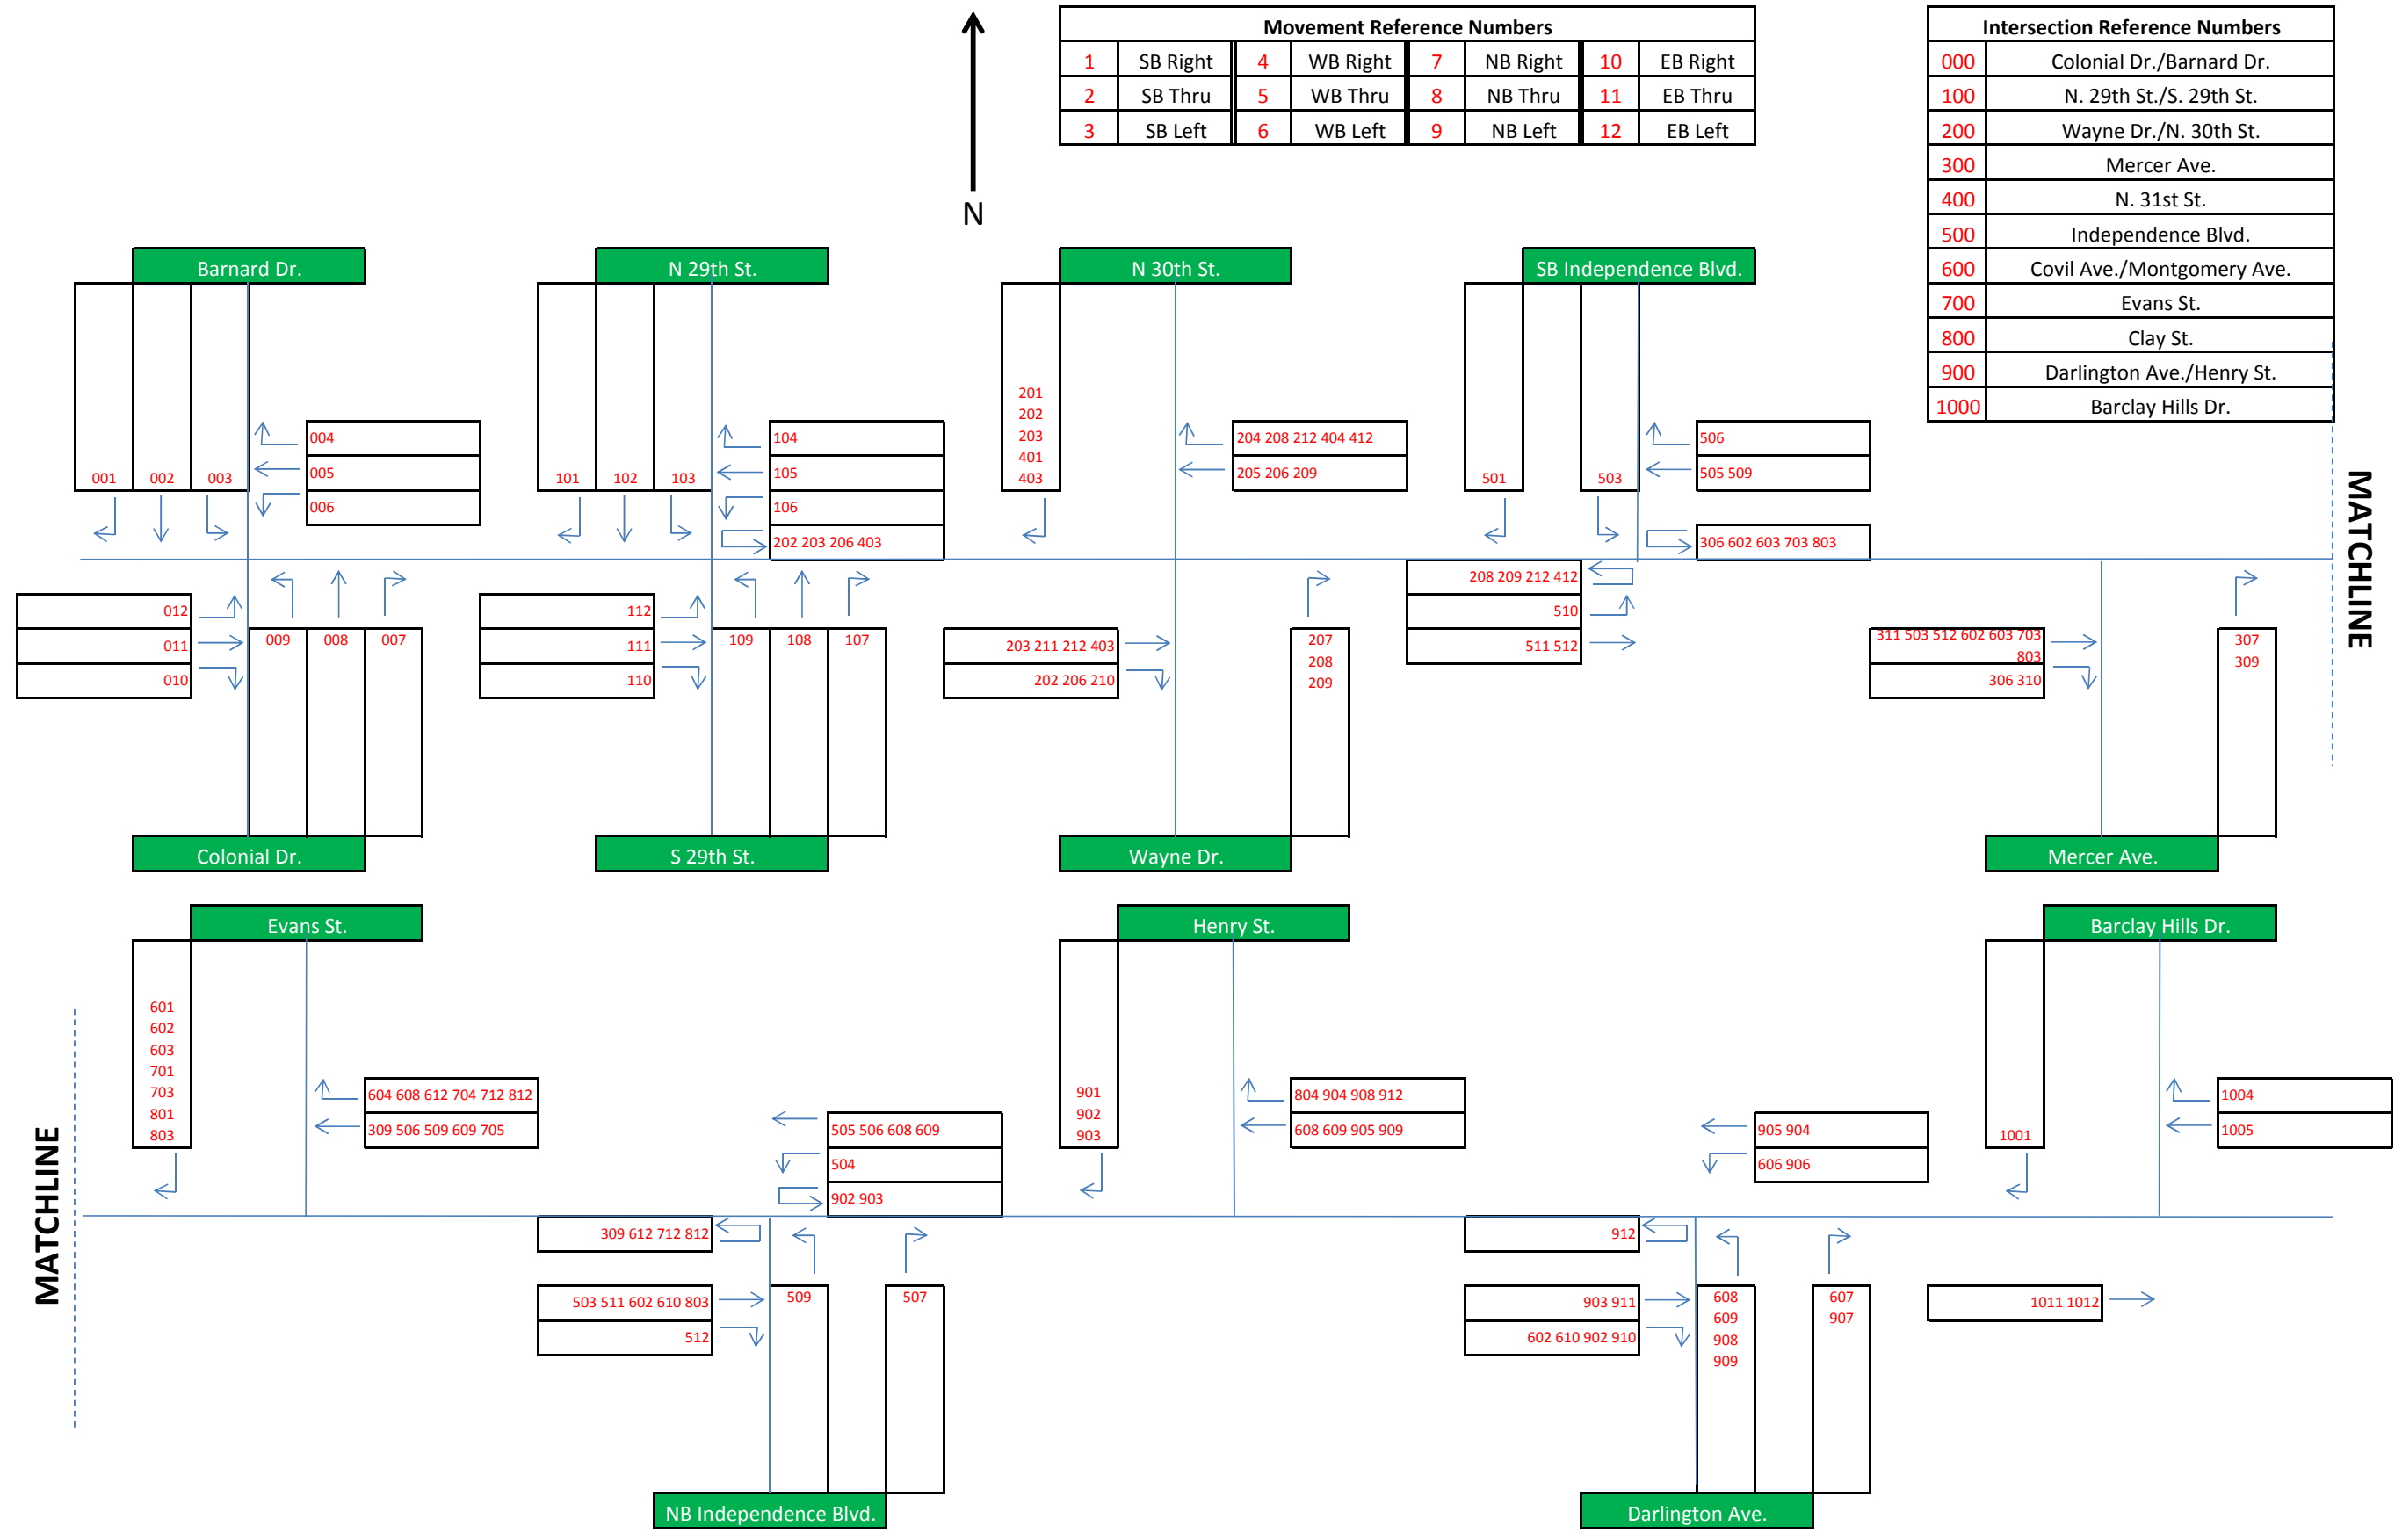 Movement Reference Numbers
1 SB Right 4 WB Right 7 NB Right 10 EB Right
2 SB Thru 5 WB Thru 8 NB Thru 11 EB Thru
3 SB Left 6 WB Left 9 NB Left 12 EB Left
Intersection Reference Numbers
000 Colonial Dr./Barnard Dr.
100 N. 29th St./S. 29th St.
200 Wayne Dr./N. 30th St.
300 Mercer Ave.
400 N. 31st St.
500 Independence Blvd.
600 Covil Ave./Montgomery Ave.
700 Evans St.
800 Clay St.
900 Darlington Ave./Henry St.
1000 Barclay Hills Dr.
N
Barnard Dr.
001 002 003
004
005
006
012
011
010
009 008 007
Colonial Dr.
N 29th St.
101 102 103
104
105
106
202 203 206 403
112
111
110
109 108 107
S 29th St.
N 30th St.
201
202
203
401
403
204 208 212 404 412
205 206 209
203 211 212 403
202 206 210
207
208
209
Wayne Dr.
SB Independence Blvd.
501 503
506
505 509
306 602 603 703 803
208 209 212 412
510
511 512
311 503 512 602 603 703
803
306 310
307
309
Mercer Ave.
MATCHLINE
MATCHLINE
Evans St.
601
602
603
701
703
801
803
604 608 612 704 712 812
309 506 509 609 705
505 506 608 609
504
902 903
309 612 712 812
503 511 602 610 803
512
509 507
NB Independence Blvd.
Henry St.
901
902
903
804 904 908 912
608 609 905 909
905 904
606 906
912
903 911
602 610 902 910
608
609
908
909
607
907
Darlington Ave.
Barclay Hills Dr.
1001
1004
1005
1011 1012